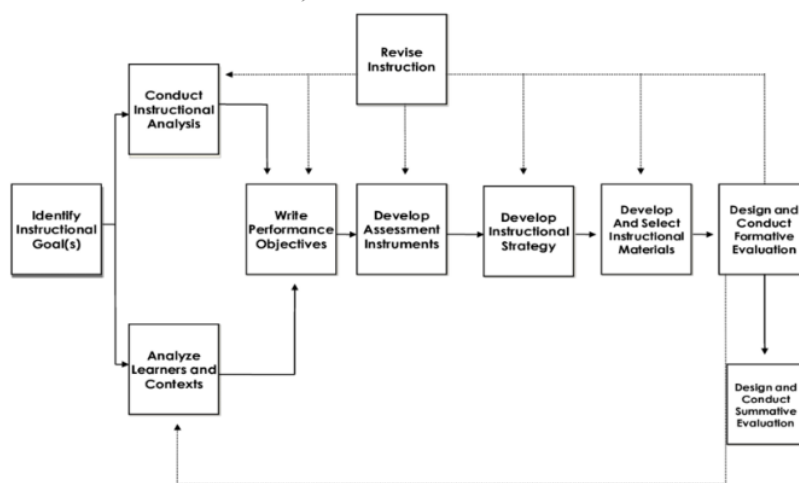 Revise
Instruction
Conduct
Instructional
Analysis
Identify
Instructional
Goal(s)
Write
Performance
Objectives
Develop
Assessment
Instruments
Develop
Instructional
Strategy
Develop
And Select
Instructional
Materials
Design and
Conduct
Formative
Evaluation
Analyze
Learners and
Contexts
Design and
Conduct
Summative
Evaluation